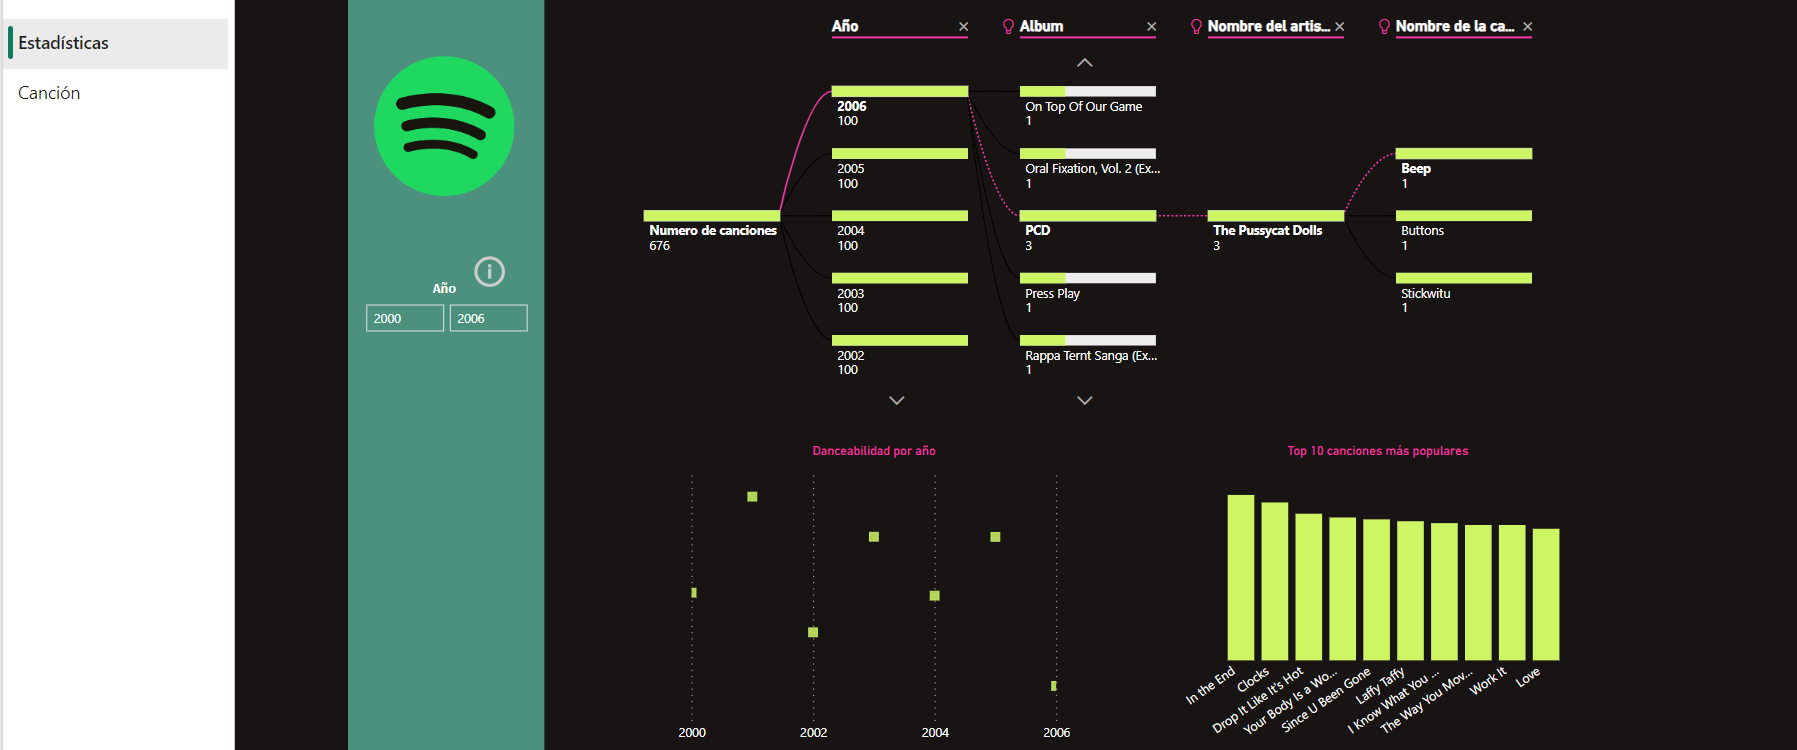 Estadísticas
Canción
Año
2000
2006
Año
Album
Nombre del artis...
Nombre de la ca...
Numero de canciones
676
2006
100
2005
100
2004
100
2003
100
2002
100
On Top Of Our Game
1
Oral Fixation, Vol. 2 (Ex...
1
PCD
3
Press Play
1
Rappa Ternt Sanga (Ex...
1
The Pussycat Dolls
3
Beep
1
Buttons
1
Stickwitu
1
Danceabilidad por año
2000
2002
2004
2006
Top 10 canciones más populares
In the End
Clocks
Drop It Like It's Hot
Your Body Is a Wo...
Since U Been Gone
Laffy Taffy
I Know What You ...
The Way You Mov...
Work It
Love